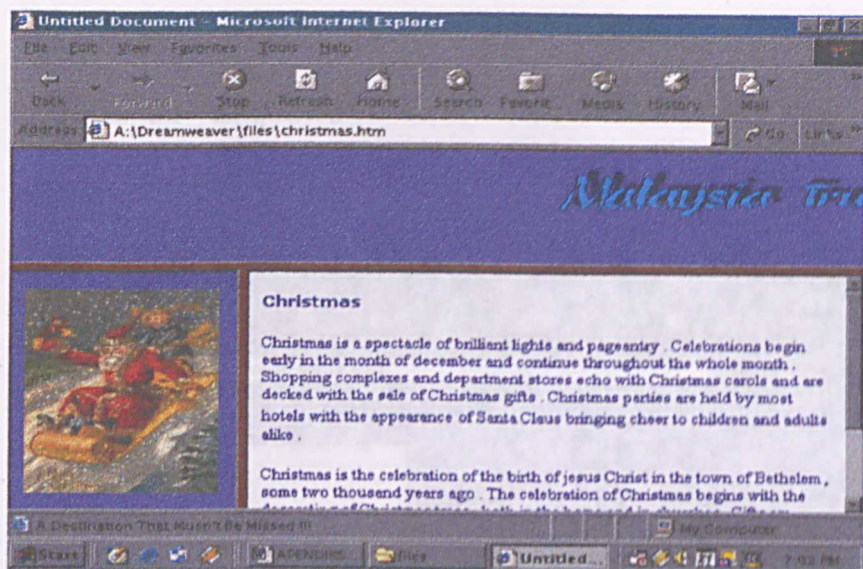 Untitled Document - Microsoft Internet Explorer
File Edit View Favorites Tools Help
Back Forward Stop Refresh Home Search Favorit... Media History Mail
Address A:\Dreamweaver\files\christmas.htm Go Links »
Malaysia
Christmas
Christmas is a spectacle of brilliant lights and pageantry . Celebrations begin
early in the month of december and continue throughout the whole month .
Shopping complexes and department stores echo with Christmas carols and are
decked with the sale of Christmas gifts . Christmas parties are held by most
hotels with the appearance of Santa Claus bringing cheer to children and adults
alike .
Christmas is the celebration of the birth of jesus Christ in the town of Bethelem ,
some two thousand years ago . The celebration of Christmas begins with the
A Destination That Musn't Be Missed !!! My Computer
Start APENDIKS files Untitled... 7:02 PM